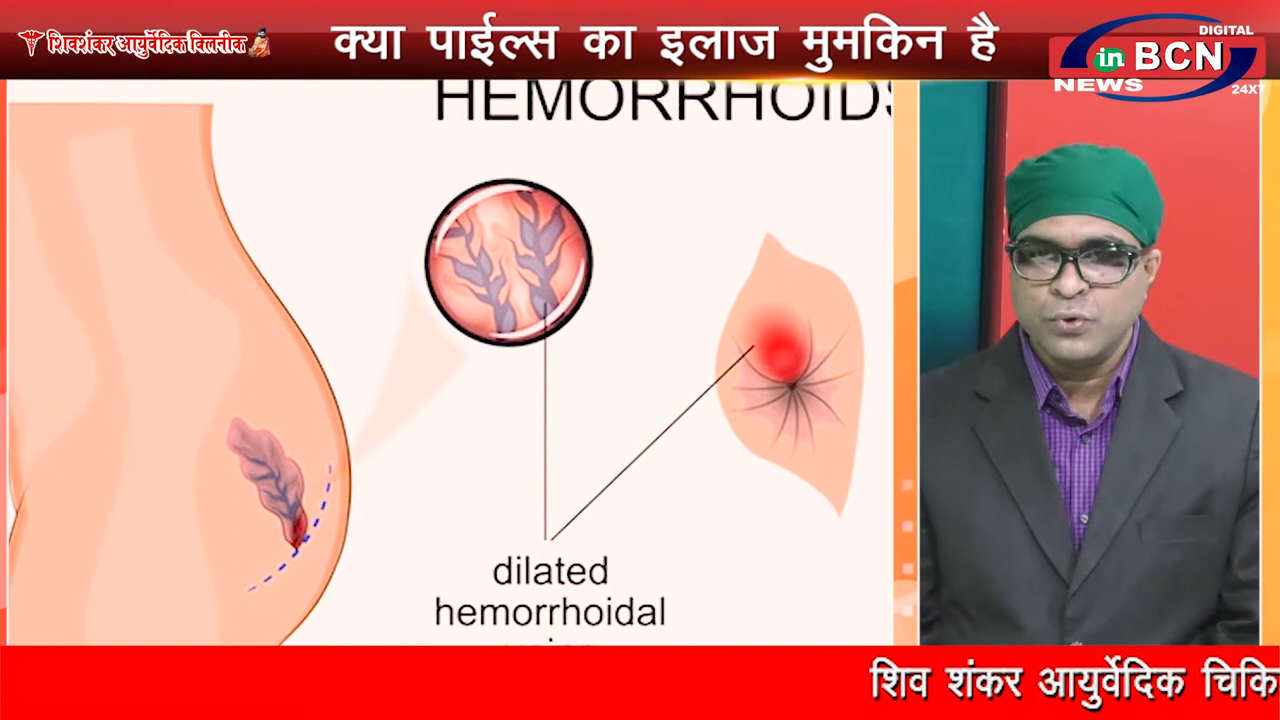 शिवशंकर आयुर्वेदिक क्लिनीक
क्या पाईल्स का इलाज मुमकिन है
DIGITAL
in BCN
NEWS
24X7
HEMORRHOIDS
dilated
hemorrhoidal
शिव शंकर आयुर्वेदिक चिकि